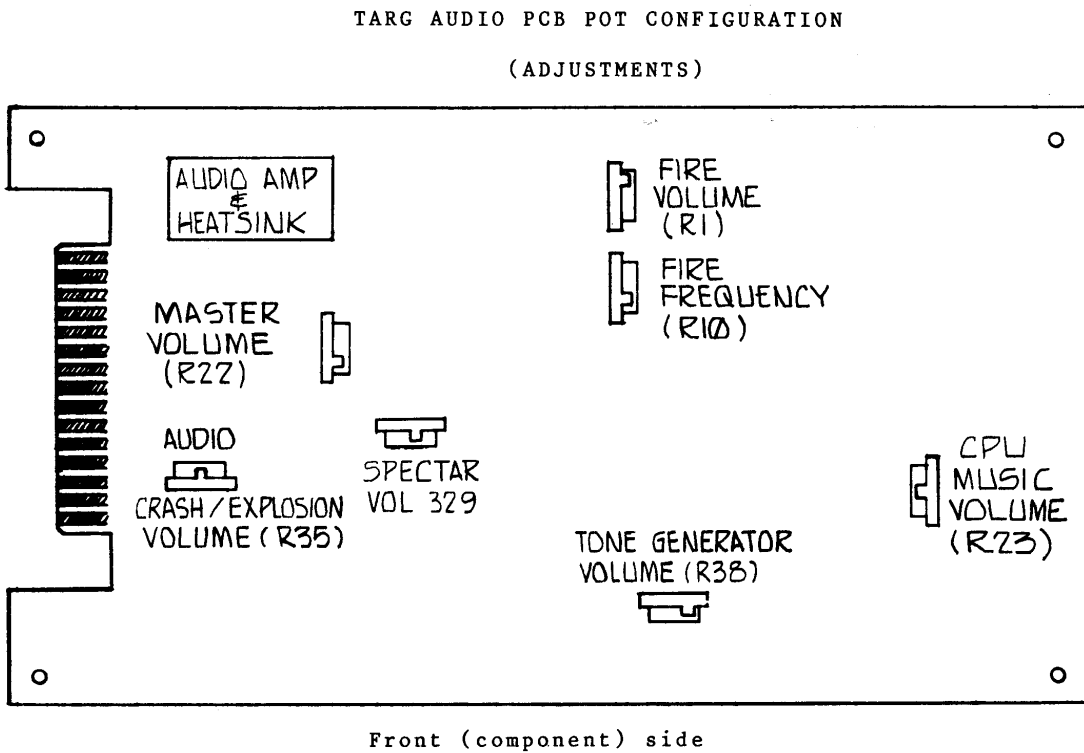 TARG AUDIO PCB POT CONFIGURATION
(ADJUSTMENTS)
AUDIO AMP
&
HEATSINK
FIRE
VOLUME
(R1)
FIRE
FREQUENCY
(R10)
MASTER
VOLUME
(R22)
AUDIO
CRASH/EXPLOSION
VOLUME (R35)
SPECTAR
VOL 329
CPU
MUSIC
VOLUME
(R23)
TONE GENERATOR
VOLUME (R38)
Front (component) side